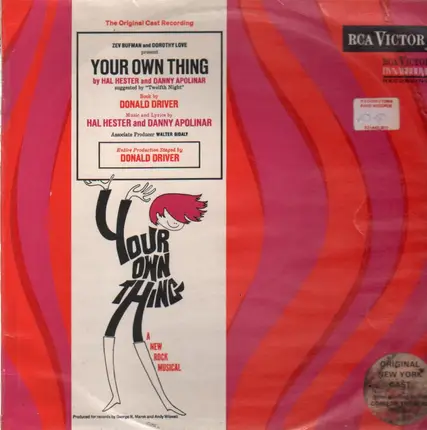 The Original Cast Recording
ZEV BUFMAN and DOROTHY LOVE
present
YOUR OWN THING
by HAL HESTER and DANNY APOLINAR
suggested by "Twelfth Night"
Book by
DONALD DRIVER
Music and Lyrics by
HAL HESTER and DANNY APOLINAR
Associate Producer WALTER GIDALY
Entire Production Staged by
DONALD DRIVER
RCA VICTOR
RCA VICTOR
DYNAGROOVE
YOUR
OWN
THING
A
NEW
ROCK
MUSICAL
ORIGINAL
NEW YORK
CAST
Produced for records by George R. Marek and Andy Wiswell